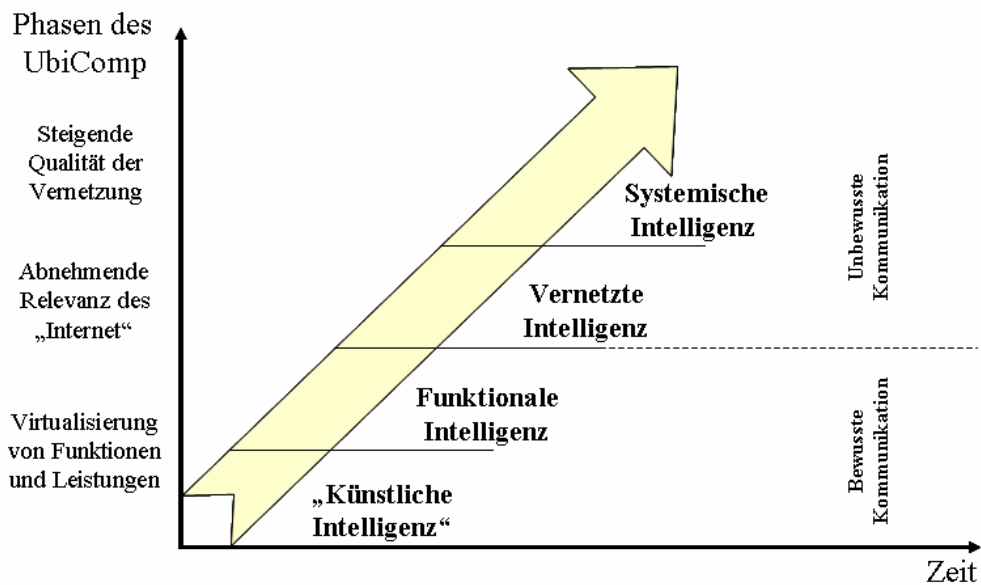 Phasen des
UbiComp
Steigende
Qualität der
Vernetzung
Abnehmende
Relevanz des
„Internet“
Virtualisierung
von Funktionen
und Leistungen
Systemische
Intelligenz
Vernetzte
Intelligenz
Funktionale
Intelligenz
„Künstliche
Intelligenz“
Unbewusste
Kommunikation
Bewusste
Kommunikation
Zeit